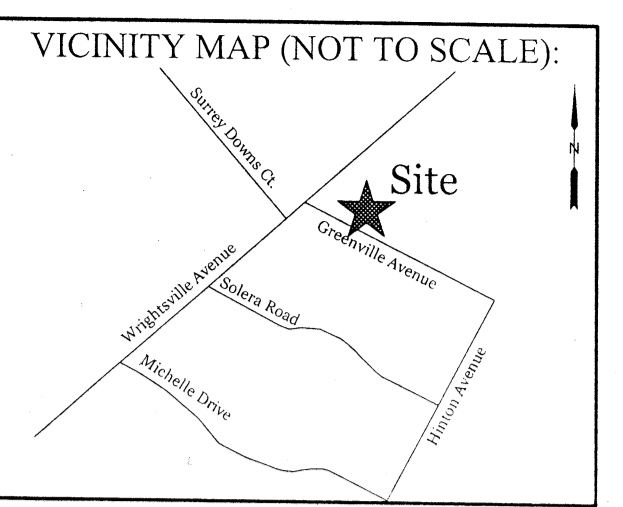 VICINITY MAP (NOT TO SCALE):
Surrey Downs Ct.
N
Site
Greenville Avenue
Wrightsville Avenue
Solera Road
Michelle Drive
Hinton Avenue